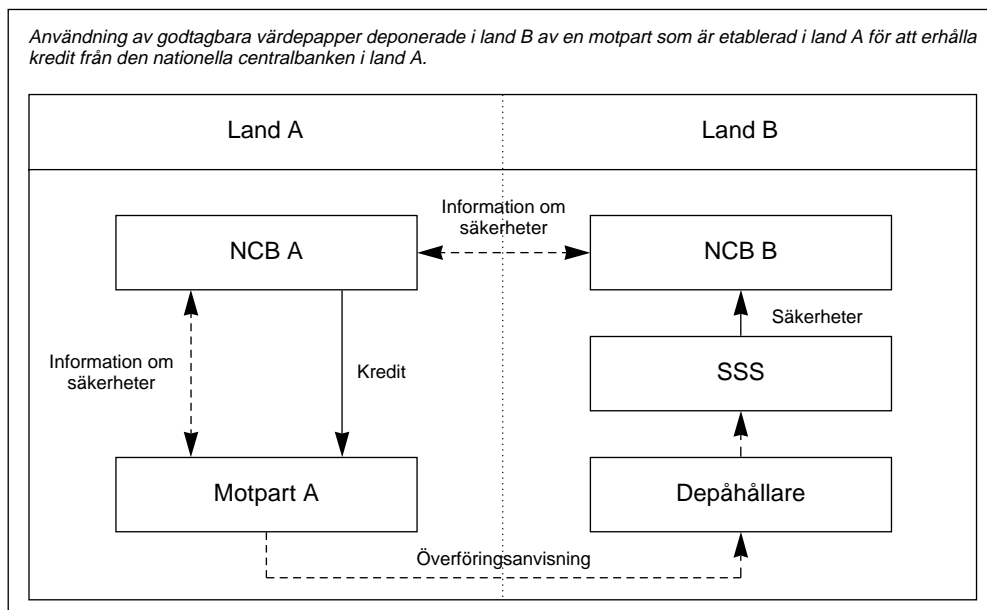 Användning av godtagbara värdepapper deponerade i land B av en motpart som är etablerad i land A för att erhålla
kredit från den nationella centralbanken i land A.
Land A
Land B
Information om
säkerheter
NCB A
NCB B
Säkerheter
Information om
säkerheter
Kredit
SSS
Motpart A
Depåhållare
Överföringsanvisning